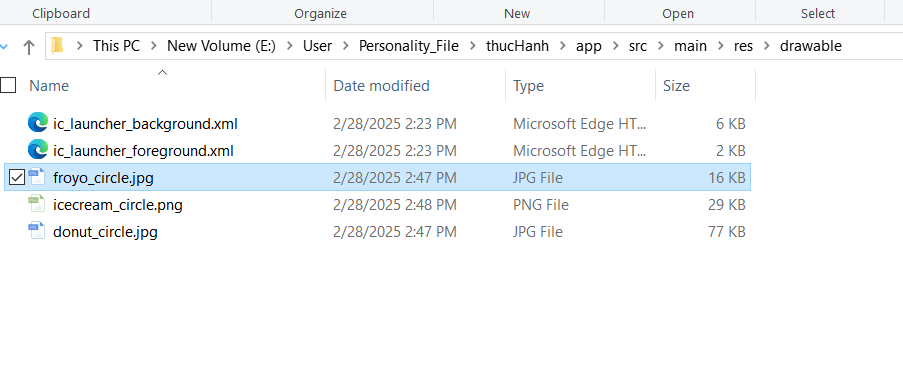 Clipboard Organize New Open Select
This PC > New Volume (E:) > User > Personality_File > thucHanh > app > src > main > res > drawable
Name Date modified Type Size
ic_launcher_background.xml 2/28/2025 2:23 PM Microsoft Edge HT... 6 KB
ic_launcher_foreground.xml 2/28/2025 2:23 PM Microsoft Edge HT... 2 KB
froyo_circle.jpg 2/28/2025 2:47 PM JPG File 16 KB
icecream_circle.png 2/28/2025 2:48 PM PNG File 29 KB
donut_circle.jpg 2/28/2025 2:47 PM JPG File 77 KB